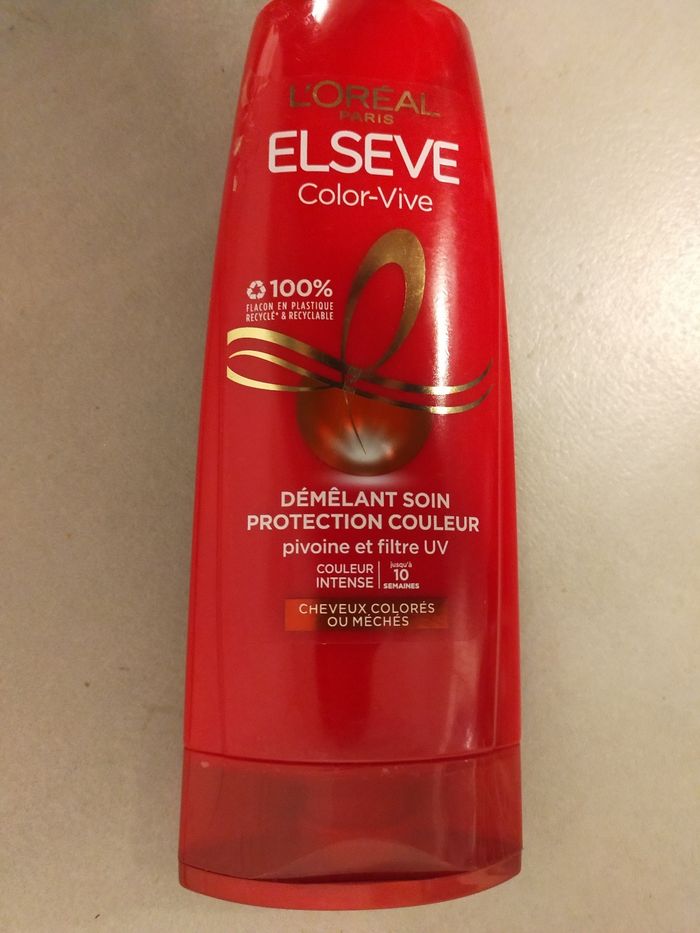 L'ORÉAL
PARIS
ELSEVE
Color-Vive
100%
FLACON EN PLASTIQUE
RECYCLÉ* & RECYCLABLE
DÉMÊLANT SOIN
PROTECTION COULEUR
pivoine et filtre UV
COULEUR
INTENSE
jusqu'à
10
SEMAINES
CHEVEUX COLORÉS
OU MÉCHÉS